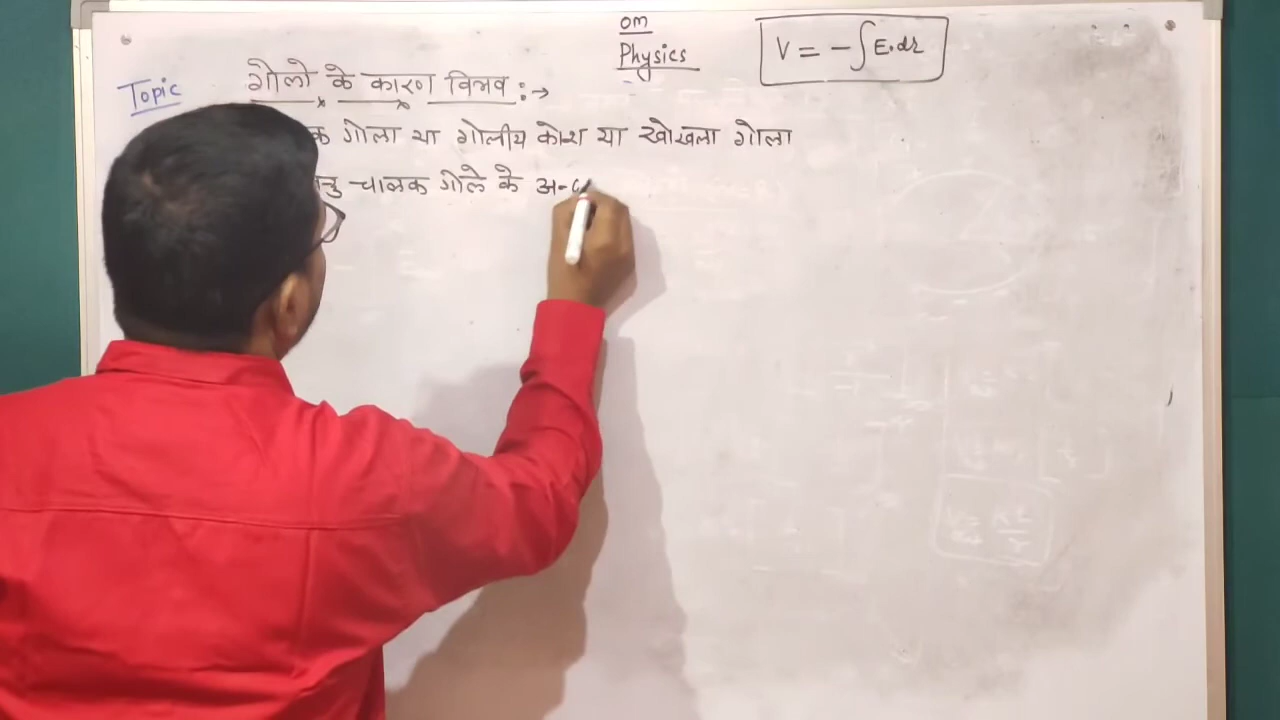 om
Physics
V = -∫E.dr
Topic गोलो के कारण विभव :→
गोला या गोलीय कोश या खोखला गोला
चालक गोले के